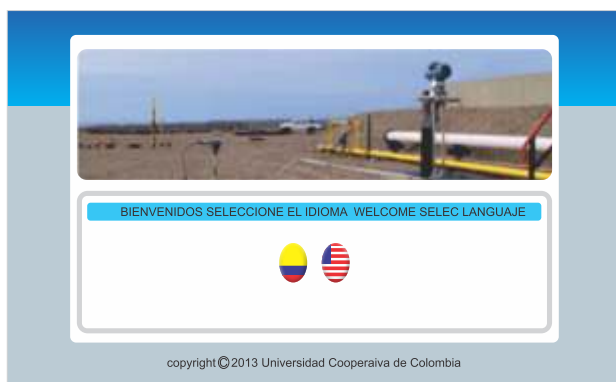 BIENVENIDOS SELECCIONE EL IDIOMA WELCOME SELEC LANGUAJE
copyright © 2013 Universidad Cooperaiva de Colombia